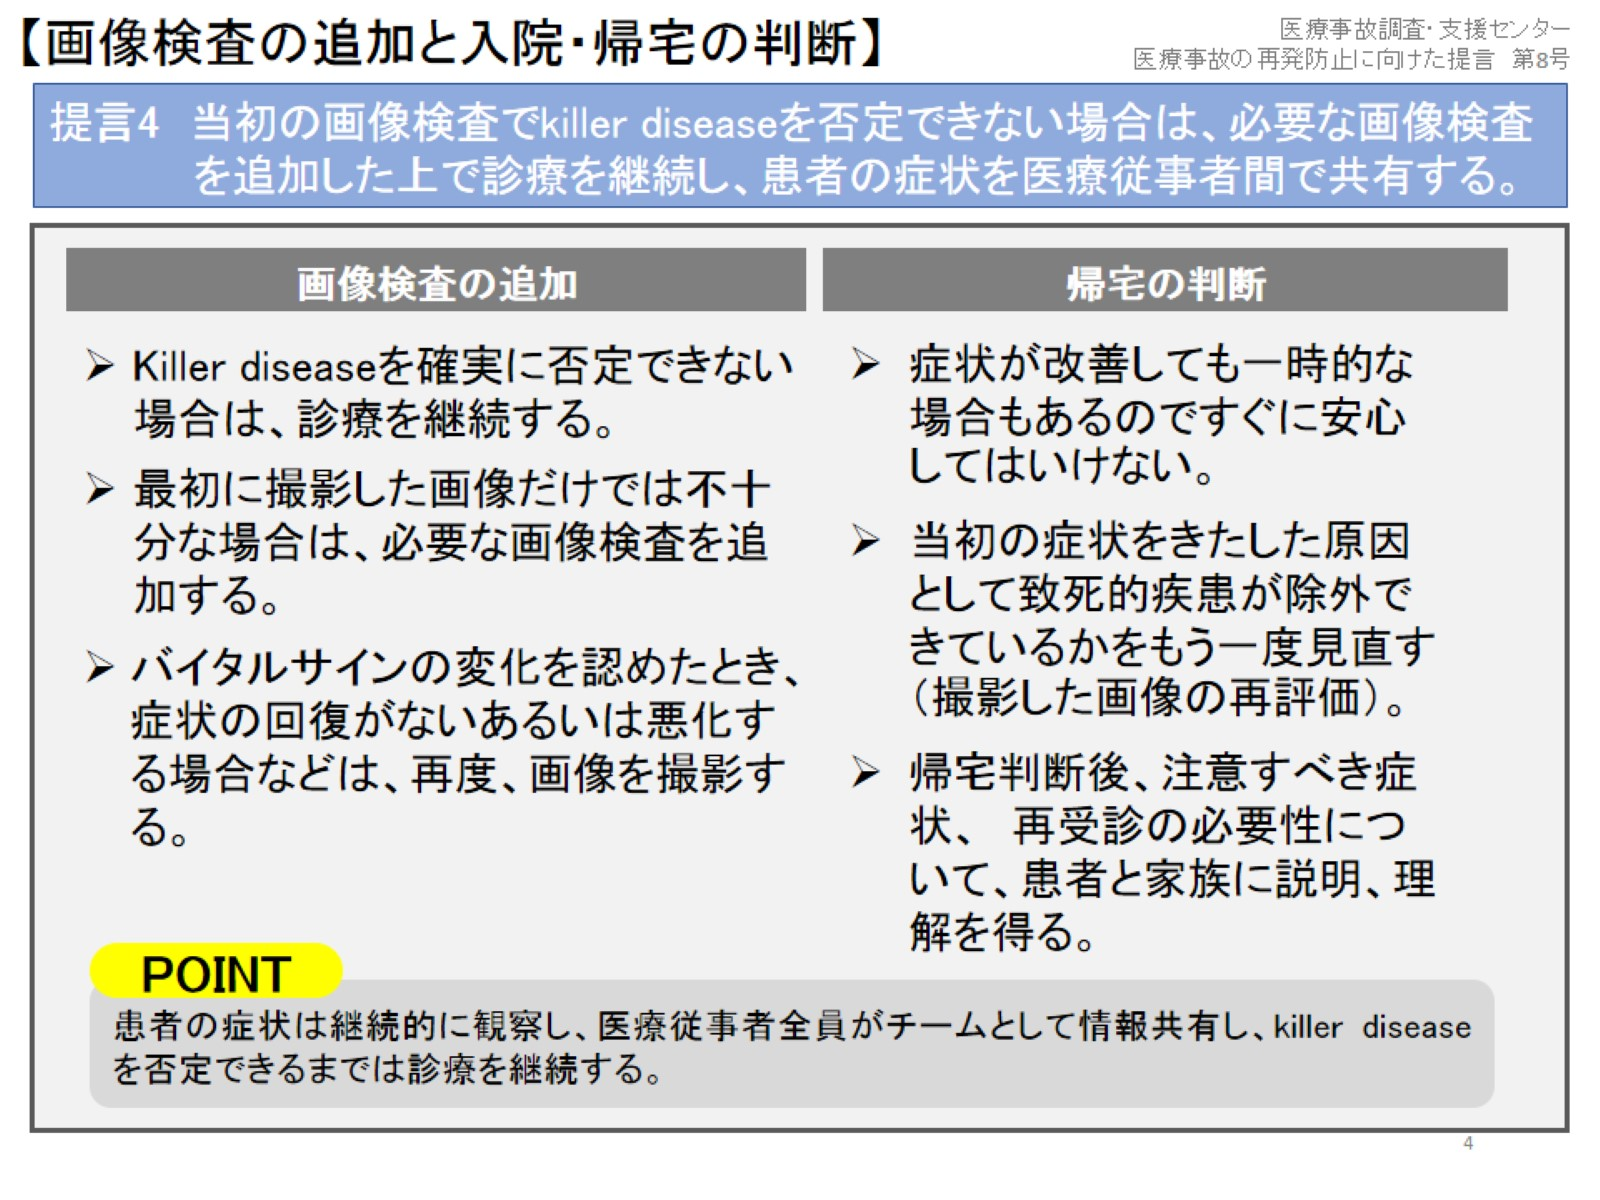 【画像検査の追加と入院・帰宅の判断】
医療事故調査・支援センター
医療事故の再発防止に向けた提言 第8号
提言4 当初の画像検査でkiller diseaseを否定できない場合は、必要な画像検査
を追加した上で診療を継続し、患者の症状を医療従事者間で共有する。
画像検査の追加
➢ Killer diseaseを確実に否定できない
場合は、診療を継続する。
➢ 最初に撮影した画像だけでは不十
分な場合は、必要な画像検査を追
加する。
➢ バイタルサインの変化を認めたとき、
症状の回復がないあるいは悪化す
る場合などは、再度、画像を撮影す
る。
帰宅の判断
➢ 症状が改善しても一時的な
場合もあるのですぐに安心
してはいけない。
➢ 当初の症状をきたした原因
として致死的疾患が除外で
きているかをもう一度見直す
（撮影した画像の再評価）。
➢ 帰宅判断後、注意すべき症
状、 再受診の必要性につ
いて、患者と家族に説明、理
解を得る。
POINT
患者の症状は継続的に観察し、医療従事者全員がチームとして情報共有し、killer disease
を否定できるまでは診療を継続する。
4